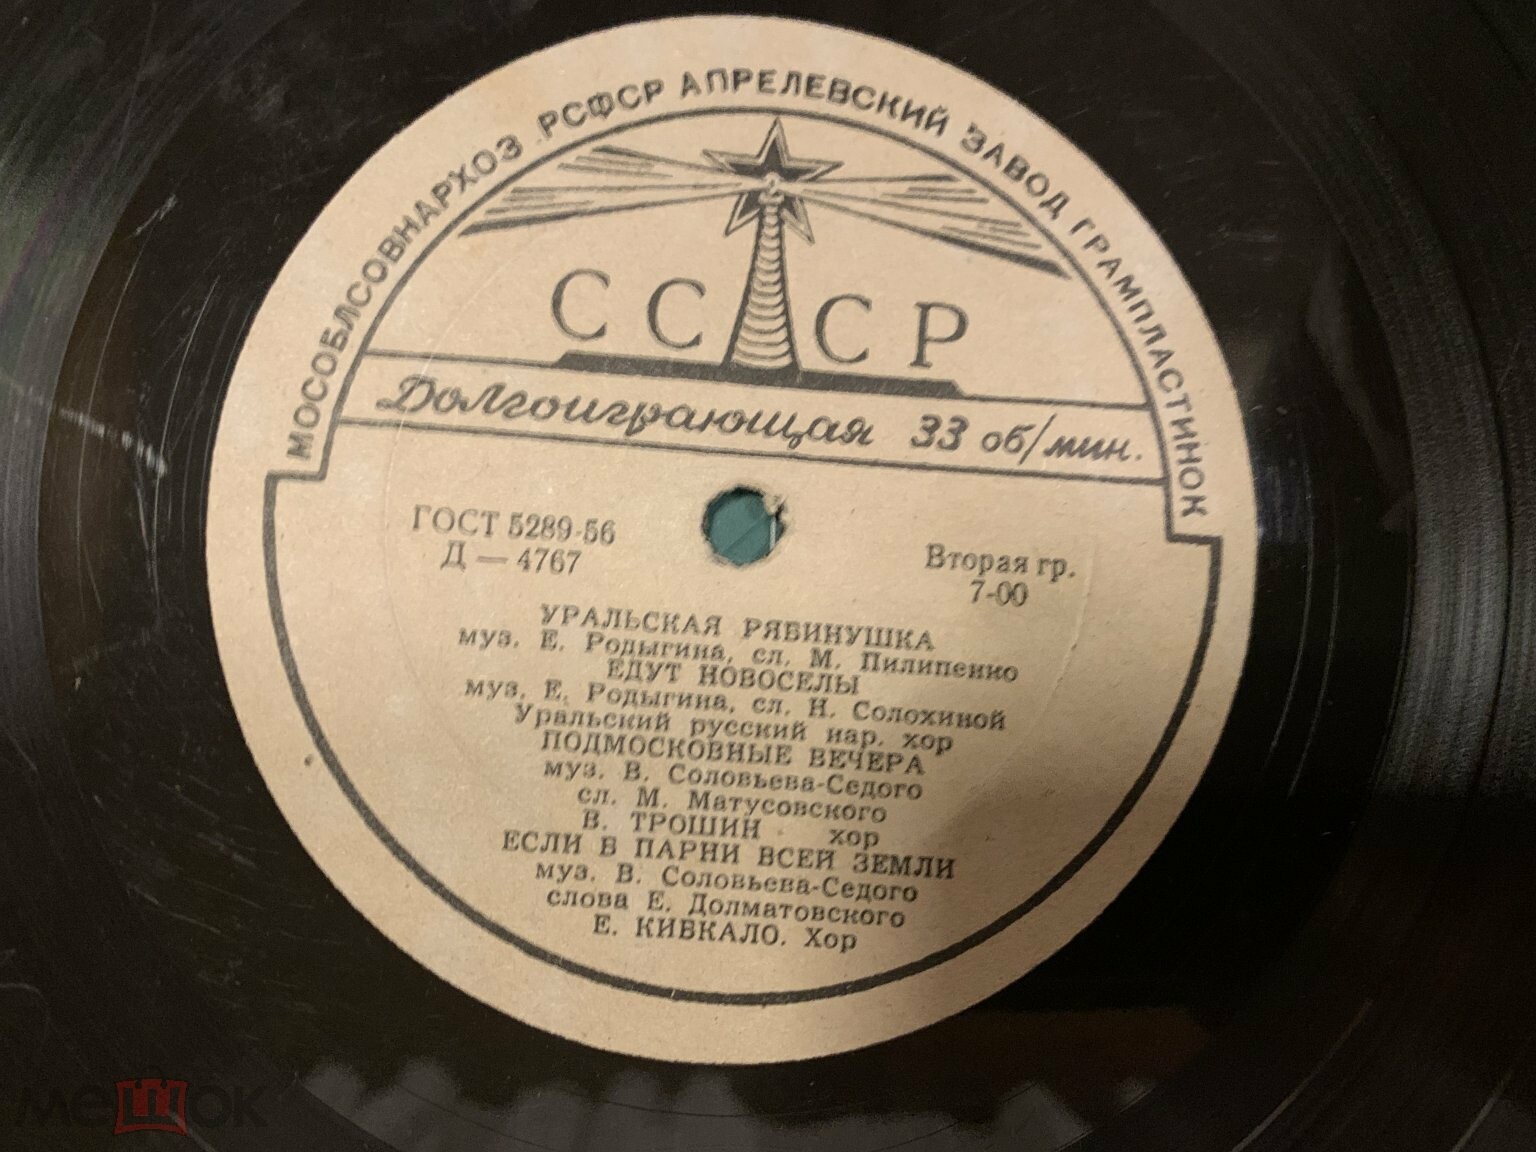 МОСОБЛСОВНАРХОЗ РСФСР АПРЕЛЕВСКИЙ ЗАВОД ГРАМПЛАСТИНОК
СССР
Долгоиграющая 33 об/мин.
ГОСТ 5289-56
Д — 4767
Вторая гр.
7-00
УРАЛЬСКАЯ РЯБИНУШКА
муз. Е. Родыгина, сл. М. Пилипенко
ЕДУТ НОВОСЕЛЫ
муз. Е. Родыгина, сл. Н. Солохиной
Уральский русский нар. хор
ПОДМОСКОВНЫЕ ВЕЧЕРА
муз. В. Соловьева-Седого
сл. М. Матусовского
В. ТРОШИН хор
ЕСЛИ В ПАРНИ ВСЕЙ ЗЕМЛИ
муз. В. Соловьева-Седого
слова Е. Долматовского
Е. КИБКАЛО. Хор
мешок